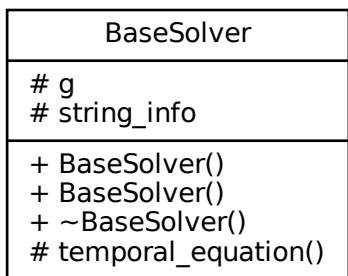 BaseSolver
# g
# string_info
+ BaseSolver()
+ BaseSolver()
+ ~BaseSolver()
# temporal_equation()